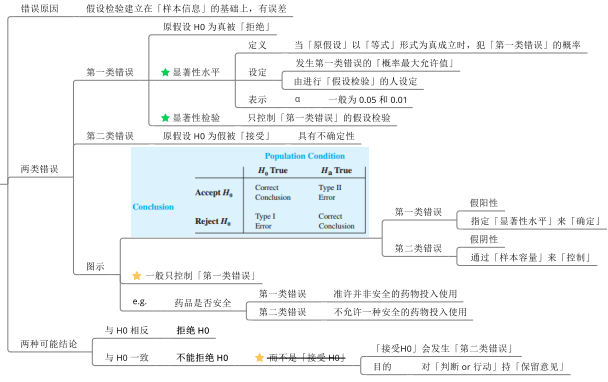 错误原因
假设检验建立在「样本信息」的基础上，有误差
两类错误
第一类错误
原假设 H0 为真被「拒绝」
显著性水平
定义
当「原假设」以「等式」形式为真成立时，犯「第一类错误」的概率
设定
发生第一类错误的「概率最大允许值」
由进行「假设检验」的人设定
表示
α
一般为 0.05 和 0.01
显著性检验
只控制「第一类错误」的假设检验
第二类错误
原假设 H0 为假被「接受」
具有不确定性
图示
Population Condition
H₀ True
Ha True
Conclusion
Accept H₀
Correct
Conclusion
Type II
Error
Reject H₀
Type I
Error
Correct
Conclusion
第一类错误
假阳性
指定「显著性水平」来「确定」
第二类错误
假阴性
通过「样本容量」来「控制」
一般只控制「第一类错误」
e.g.
药品是否安全
第一类错误
准许并非安全的药物投入使用
第二类错误
不允许一种安全的药物投入使用
两种可能结论
与 H0 相反
拒绝 H0
与 H0 一致
不能拒绝 H0
而不是「接受 H0」
「接受H0」会发生「第二类错误」
目的
对「判断 or 行动」持「保留意见」